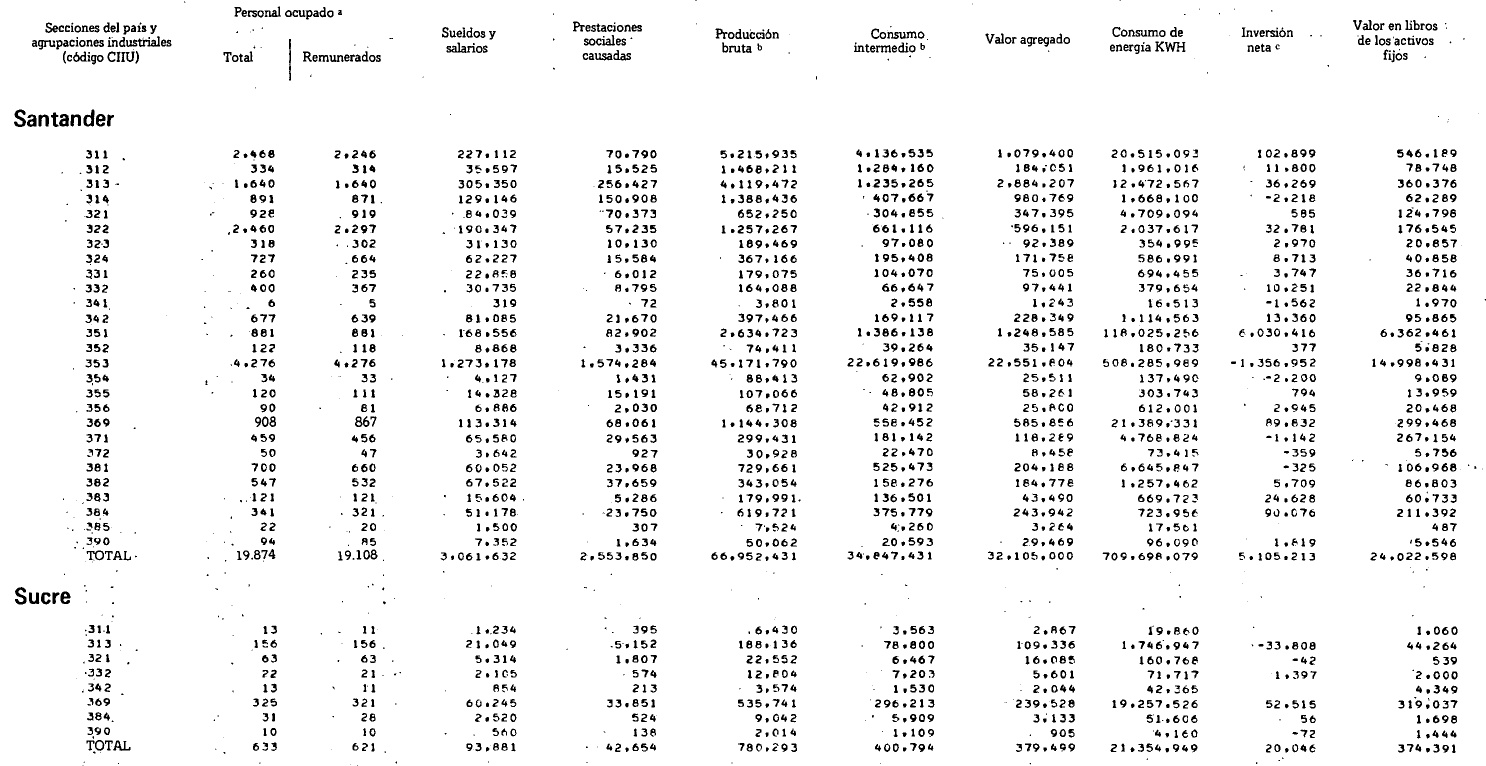 Secciones del país y agrupaciones industriales (código CIIU) Personal ocupado a Total Remunerados Sueldos y salarios Prestaciones sociales causadas Producción bruta b Consumo intermedio b Valor agregado Consumo de energía KWH Inversión neta c Valor en libros de los activos fijos
Santander
311 2.468 2.246 227.112 70.790 5.215.935 4.136.535 1.079.400 20.515.093 102.899 546.189
312 334 314 35.597 15.525 1.468.211 1.284.160 184.051 1.961.016 11.800 78.748
313 1.640 1.640 305.350 256.427 4.119.472 1.235.265 2.884.207 12.472.567 36.269 360.376
314 891 871 129.146 150.908 1.388.436 407.667 980.769 1.668.100 -2.218 62.289
321 928 919 84.039 70.373 652.250 304.855 347.395 4.709.094 585 124.798
322 2.460 2.297 190.347 57.235 1.257.267 661.116 596.151 2.037.617 32.781 176.545
323 318 302 31.130 10.130 189.469 97.080 92.389 354.995 2.970 20.857
324 727 664 62.227 15.584 367.166 195.408 171.758 586.991 8.713 40.858
331 260 235 22.858 6.012 179.075 104.070 75.005 694.455 3.747 36.716
332 400 367 30.735 8.795 164.088 66.647 97.441 379.654 10.251 22.844
341 6 5 319 72 3.801 2.558 1.243 16.513 -1.562 1.970
342 677 639 81.085 21.670 397.466 169.117 228.349 1.114.563 13.360 95.865
351 881 881 168.556 82.902 2.634.723 1.386.138 1.248.585 118.025.256 6.030.416 6.362.461
352 122 118 8.868 3.336 74.411 39.264 35.147 180.733 377 5.828
353 4.276 4.276 1.273.178 1.574.284 45.171.790 22.619.986 22.551.804 508.285.989 -1.356.952 14.998.431
354 34 33 4.127 1.431 88.413 62.902 25.511 137.490 -2.200 9.089
355 120 111 14.328 15.191 107.066 48.805 58.261 303.743 794 13.959
356 90 81 6.886 2.030 68.712 42.912 25.800 612.001 2.945 20.468
369 908 867 113.314 68.061 1.144.308 558.452 585.856 21.389.331 89.832 299.468
371 459 456 65.580 29.563 299.431 181.142 118.289 4.768.824 -1.142 267.154
372 50 47 3.642 927 30.928 22.470 8.458 73.415 -359 5.756
381 700 660 60.052 23.968 729.661 525.473 204.188 6.645.847 -325 106.968
382 547 532 67.522 37.659 343.054 158.276 184.778 1.257.462 5.709 86.803
383 121 121 15.604 5.286 179.991 136.501 43.490 669.723 24.628 60.733
384 341 321 51.178 23.750 619.721 375.779 243.942 723.956 90.076 211.392
385 22 20 1.500 307 7.524 4.260 3.264 17.561 487
390 94 85 7.352 1.634 50.062 20.593 29.469 96.090 1.819 5.546
TOTAL 19.874 19.108 3.061.632 2.553.850 66.952.431 34.847.431 32.105.000 709.698.079 5.105.213 24.022.598
Sucre
311 13 11 1.234 395 6.430 3.563 2.867 19.860 1.060
313 156 156 21.049 5.152 188.136 78.800 109.336 1.746.947 -33.808 44.264
321 63 63 5.314 1.807 22.552 6.467 16.085 160.768 -42 539
332 22 21 2.105 574 12.804 7.203 5.601 71.717 1.397 2.000
342 13 11 854 213 3.574 1.530 2.044 42.365 4.349
369 325 321 60.245 33.851 535.741 296.213 239.528 19.257.526 52.515 319.037
384 31 28 2.520 524 9.042 5.909 3.133 51.606 56 1.698
390 10 10 560 138 2.014 1.109 905 4.160 -72 1.444
TOTAL 633 621 93.881 42.654 780.293 400.794 379.499 21.354.949 20.046 374.391